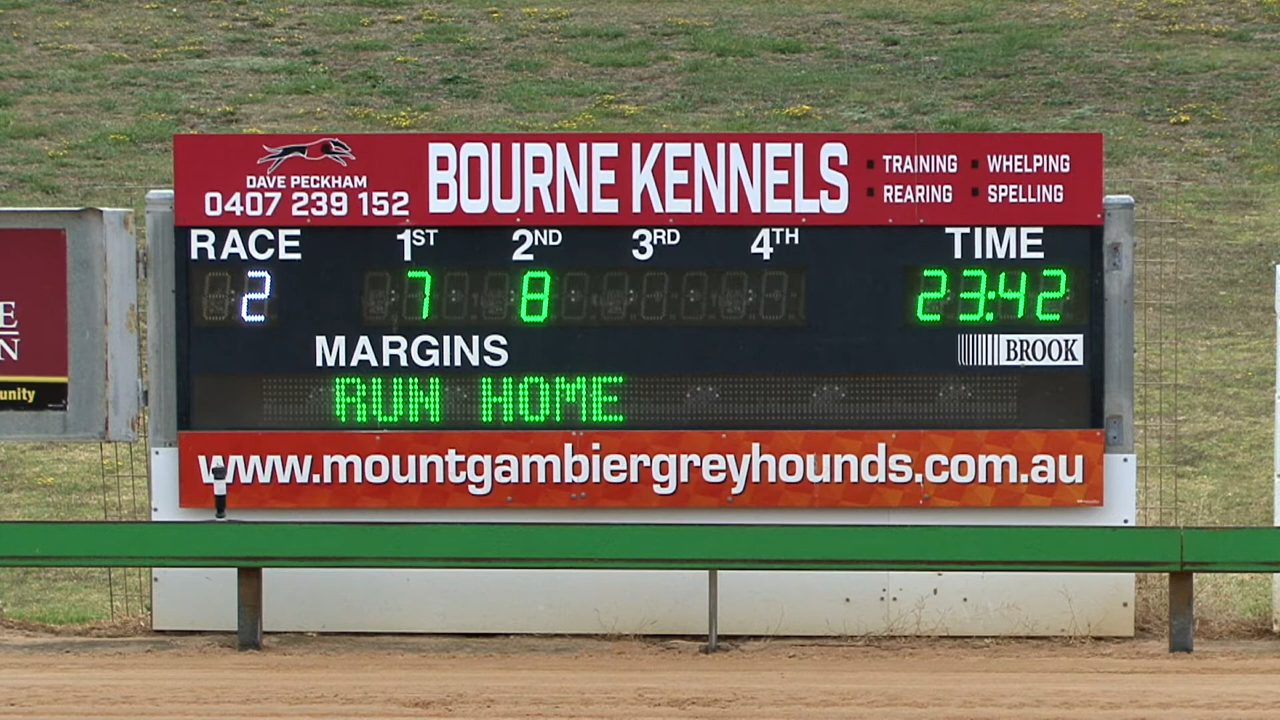 BOURNE KENNELS
DAVE PECKHAM
0407 239 152
TRAINING WHELPING
REARING SPELLING
RACE 1ST 2ND 3RD 4TH TIME
2 7 8 23:42
MARGINS
BROOK
RUN HOME
www.mountgambiergreyhounds.com.au
E
N
unity